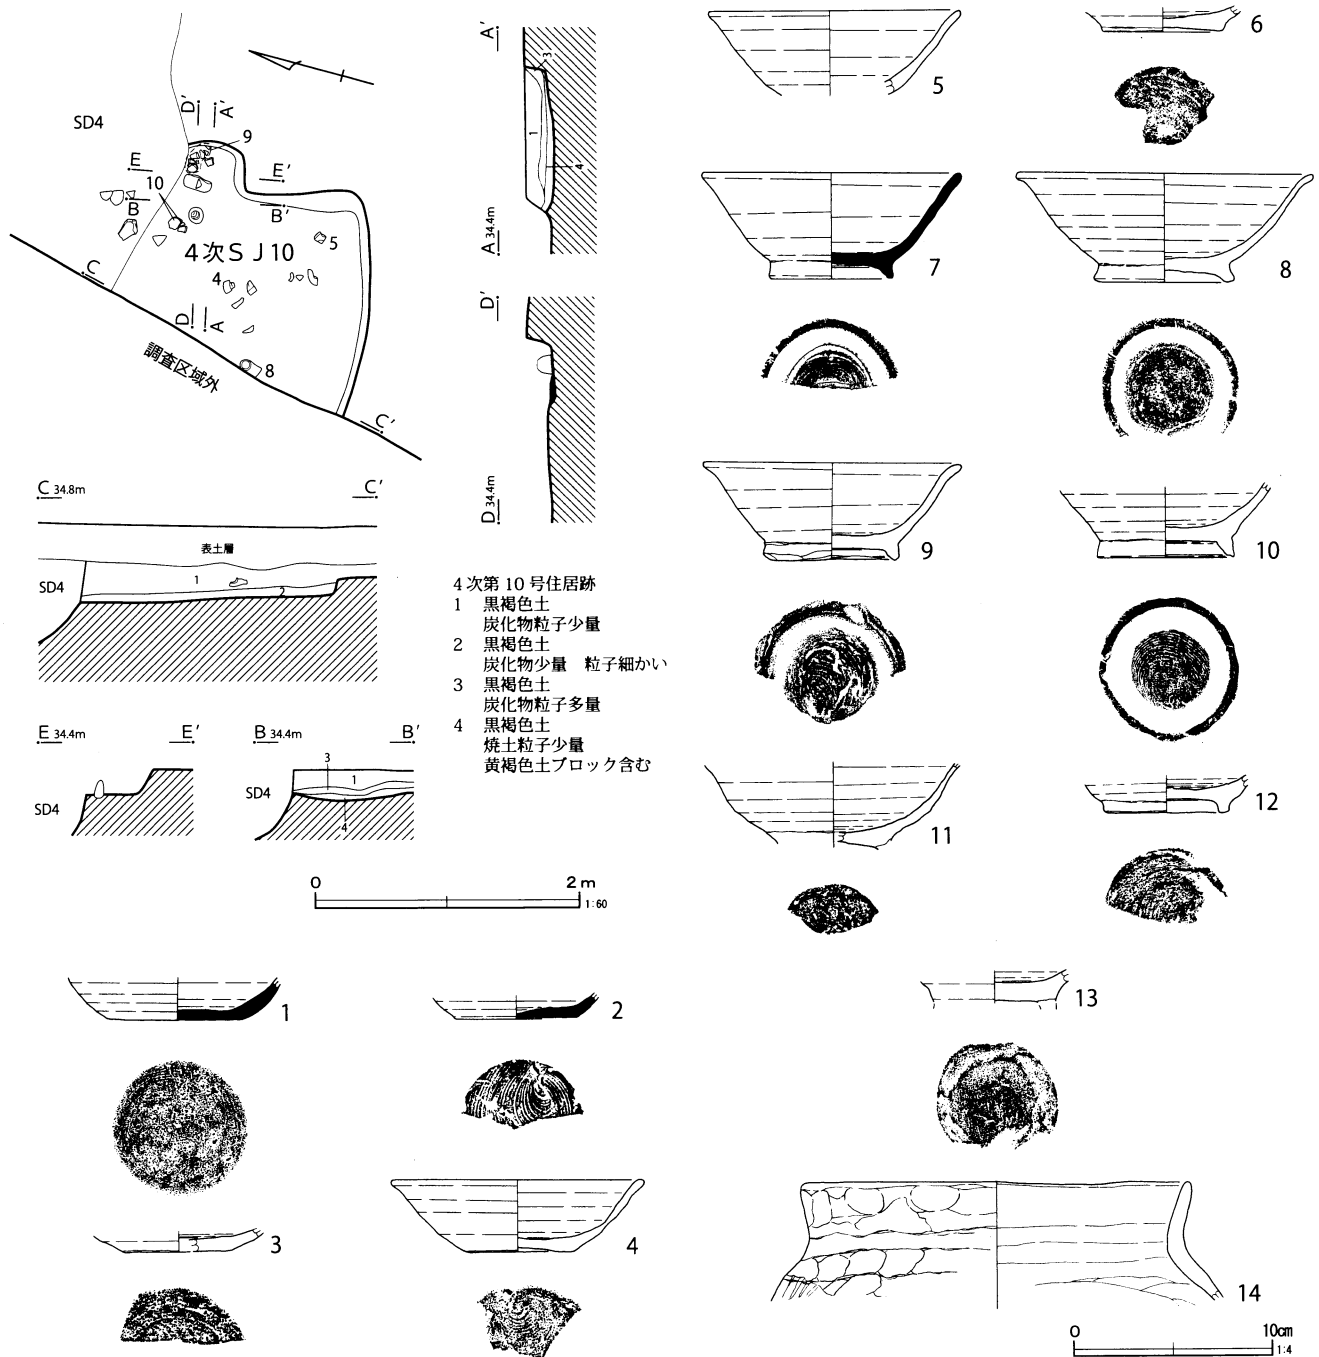 SD4
D'
A'
9
E
E'
10
B
B'
5
4次SJ10
C
4
D
A
8
調査区域外
C'
A'
3
1
4
A 34.4m
D'
D 34.4m
C 34.8m
C'
表土層
SD4
1
2
E 34.4m
E'
SD4
B 34.4m
B'
3
1
SD4
4
4次第10号住居跡
1 黒褐色土
炭化物粒子少量
2 黒褐色土
炭化物少量 粒子細かい
3 黒褐色土
炭化物粒子多量
4 黒褐色土
焼土粒子少量
黄褐色土ブロック含む
0 2m
1:60
1
2
3
4
5
6
7
8
9
10
11
12
13
14
0 10cm
1:4